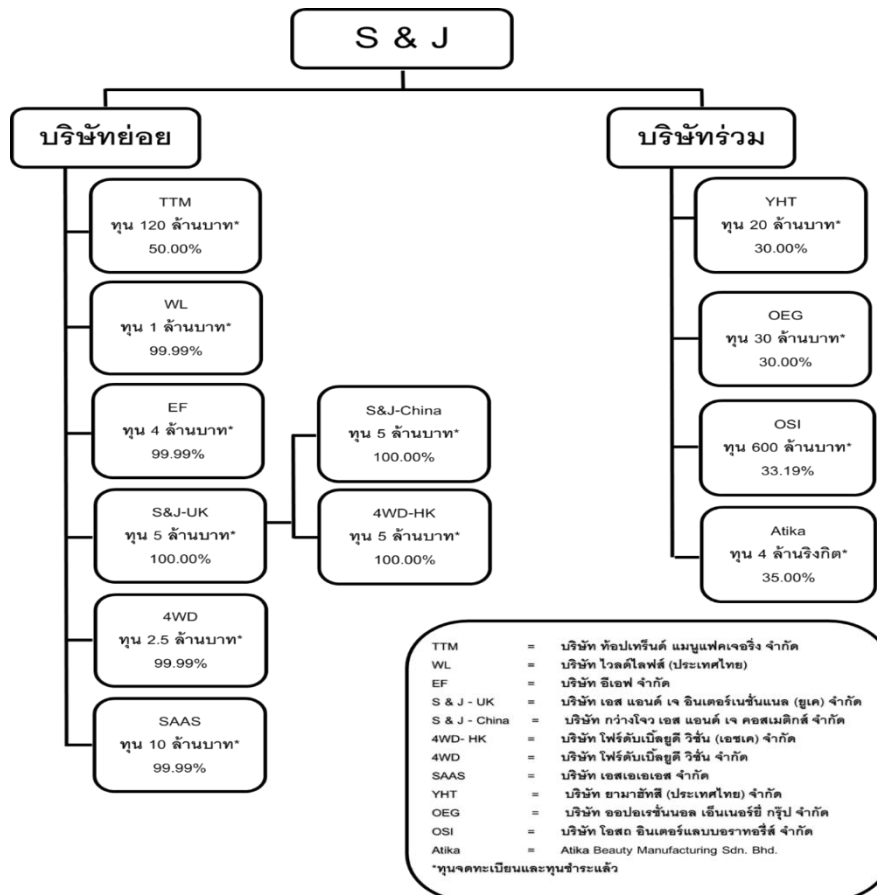 S & J
บริษัทย่อย
TTM
ทุน 120 ล้านบาท*
50.00%
WL
ทุน 1 ล้านบาท*
99.99%
EF
ทุน 4 ล้านบาท*
99.99%
S&J-UK
ทุน 5 ล้านบาท*
100.00%
S&J-China
ทุน 5 ล้านบาท*
100.00%
4WD-HK
ทุน 5 ล้านบาท*
100.00%
4WD
ทุน 2.5 ล้านบาท*
99.99%
SAAS
ทุน 10 ล้านบาท*
99.99%
บริษัทร่วม
YHT
ทุน 20 ล้านบาท*
30.00%
OEG
ทุน 30 ล้านบาท*
30.00%
OSI
ทุน 600 ล้านบาท*
33.19%
Atika
ทุน 4 ล้านริงกิต*
35.00%
TTM = บริษัท ท้อปเทร็นด์ แมนูแฟคเจอริ่ง จำกัด
WL = บริษัท ไวลด์ไลฟส์ (ประเทศไทย)
EF = บริษัท อีเอฟ จำกัด
S & J - UK = บริษัท เอส แอนด์ เจ อินเตอร์เนชั่นแนล (ยูเค) จำกัด
S & J - China = บริษัท กว่างโจว เอส แอนด์ เจ คอสเมติกส์ จำกัด
4WD- HK = บริษัท โฟร์ดับเบิ้ลยูดี วิชั่น (เอชเค) จำกัด
4WD = บริษัท โฟร์ดับเบิ้ลยูดี วิชั่น จำกัด
SAAS = บริษัท เอสเอเอเอส จำกัด
YHT = บริษัท ยามาฮัทสึ (ประเทศไทย) จำกัด
OEG = บริษัท ออปอเรชั่นนอล เอ็นเนอร์ยี่ กรุ๊ป จำกัด
OSI = บริษัท โอสถ อินเตอร์แลบบอราทอรีส์ จำกัด
Atika = Atika Beauty Manufacturing Sdn. Bhd.
*ทุนจดทะเบียนและทุนชำระแล้ว